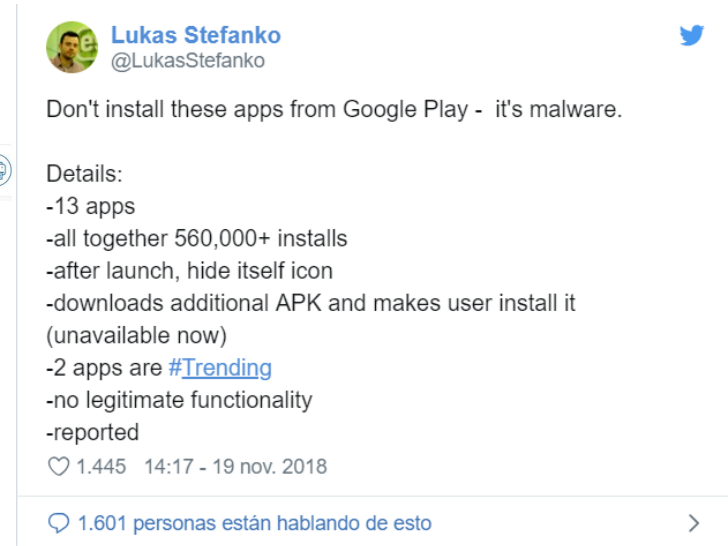 Lukas Stefanko
@LukasStefanko
Don't install these apps from Google Play - it's malware.
Details:
-13 apps
-all together 560,000+ installs
-after launch, hide itself icon
-downloads additional APK and makes user install it
(unavailable now)
-2 apps are #Trending
-no legitimate functionality
-reported
1.445 14:17 - 19 nov. 2018
1.601 personas están hablando de esto